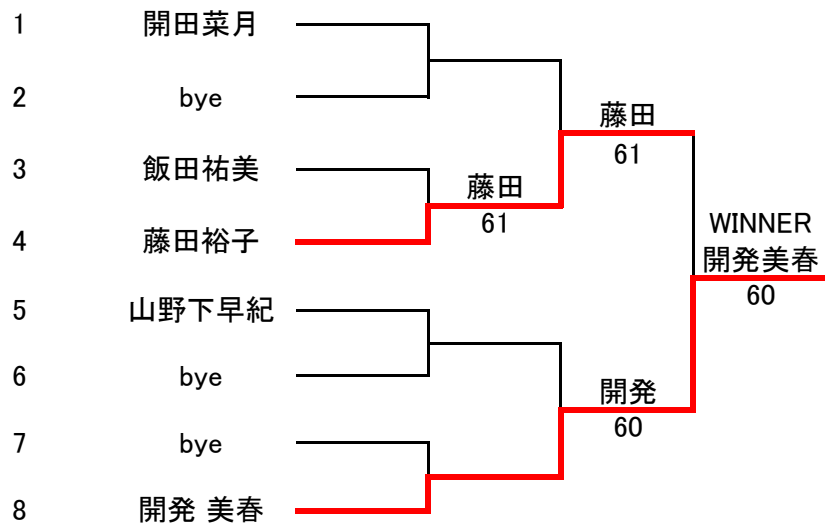 1 開田菜月
2 bye
藤田
3 飯田祐美
61
藤田
61
4 藤田裕子
WINNER
開発美春
60
5 山野下早紀
6 bye
開発
60
7 bye
8 開発 美春